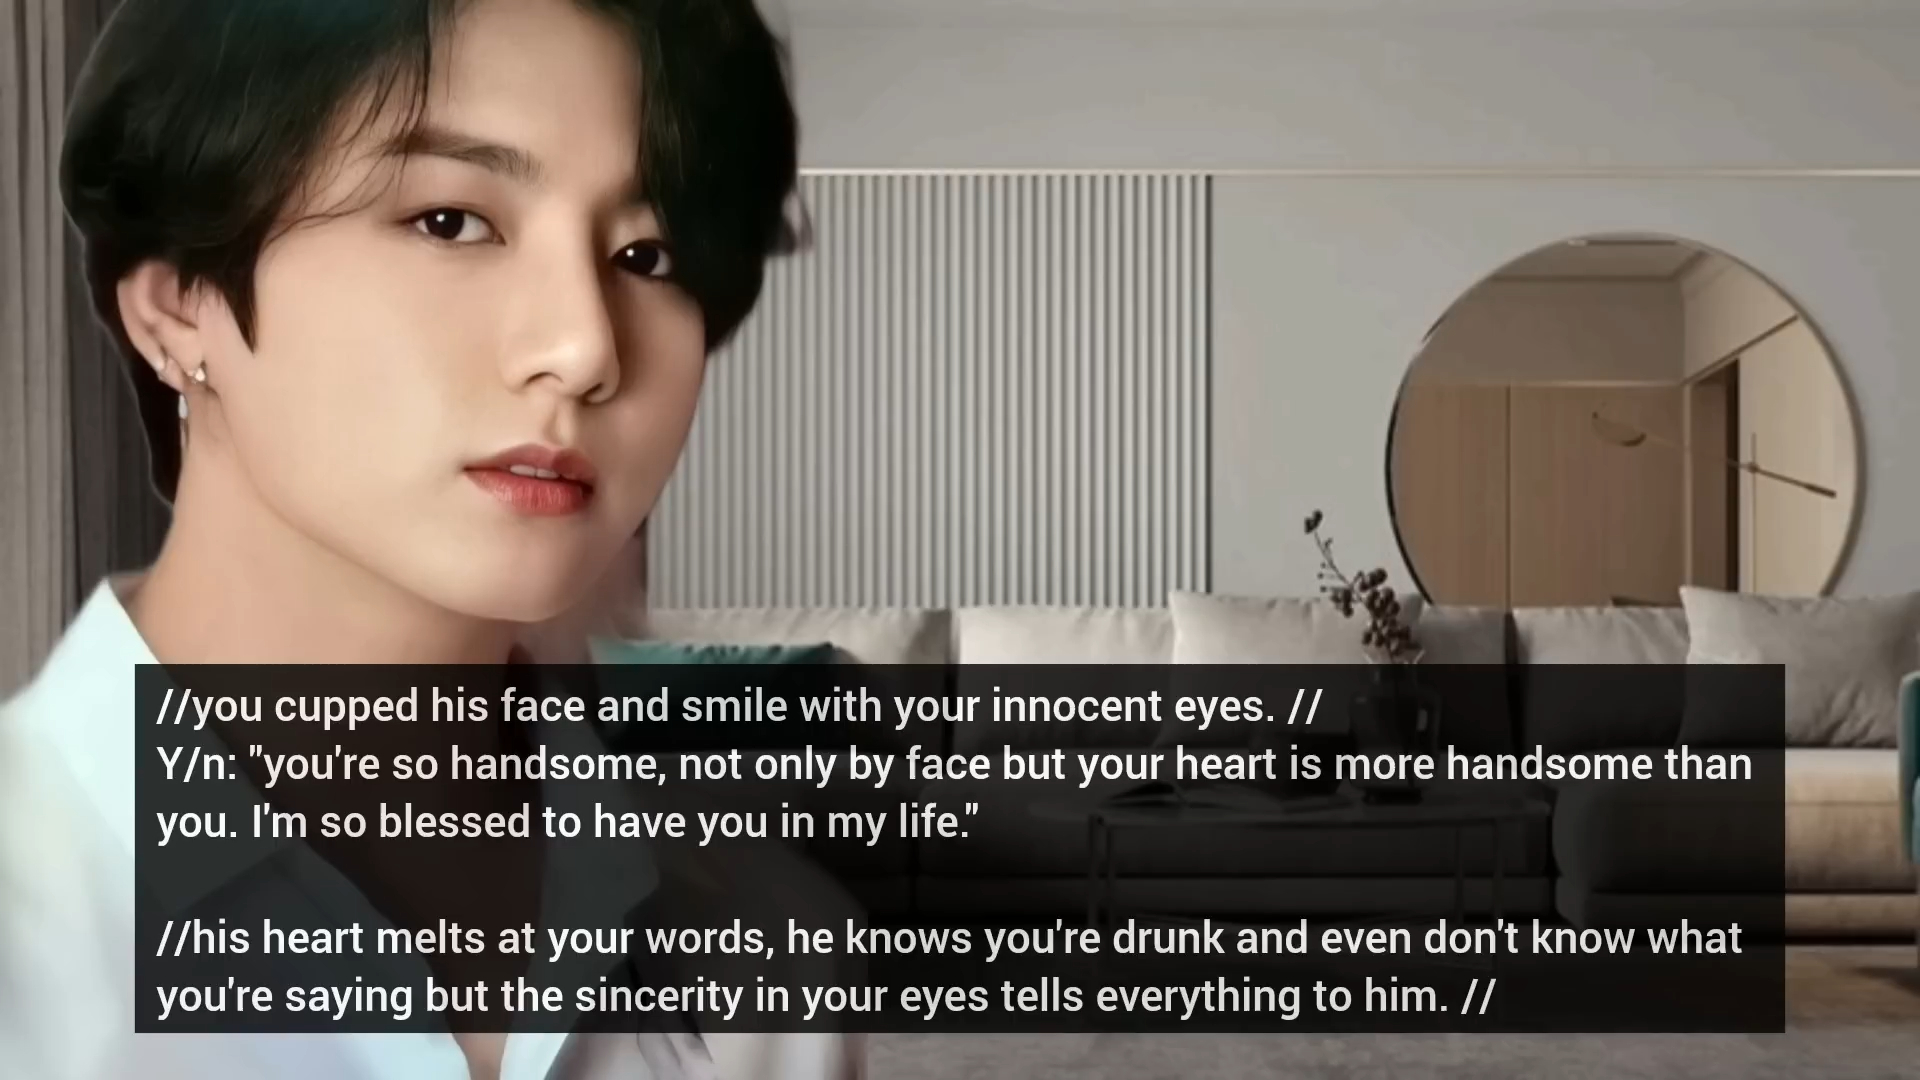 //you cupped his face and smile with your innocent eyes. //
Y/n: "you're so handsome, not only by face but your heart is more handsome than
you. I'm so blessed to have you in my life."
//his heart melts at your words, he knows you're drunk and even don't know what
you're saying but the sincerity in your eyes tells everything to him. //